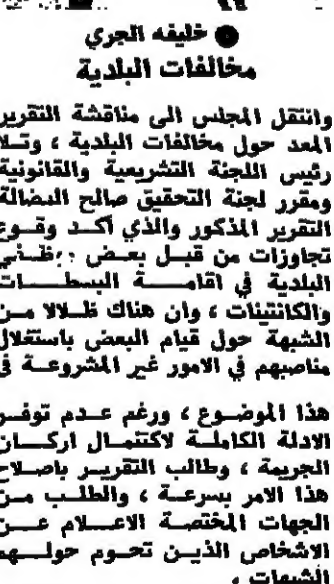 ● خليفه الجري
مخالفات البلدية
وانتقل المجلس الى مناقشة التقرير
المعد حول مخالفات البلدية ، وتلا
رئيس اللجنة التشريعية والقانونية
ومقرر لجنة التحقيق صالح الفضالة
التقرير المذكور والذي أكد وقوع
تجاوزات من قبل بعض موظفي
البلدية في اقامة البسطات
والكانتينات ، وان هناك ظلالا من
الشبهة حول قيام البعض باستغلال
مناصبهم في الامور غير المشروعة في
هذا الموضوع ، ورغم عدم توفر
الادلة الكاملة لاكتتمال اركان
الجريمة ، وطالب التقرير باصلاح
هذا الامر بسرعة ، والطلب من
الجهات المختصة الاعلام عن
الاشخاص الذين تحوم حولهم
الشبهات .